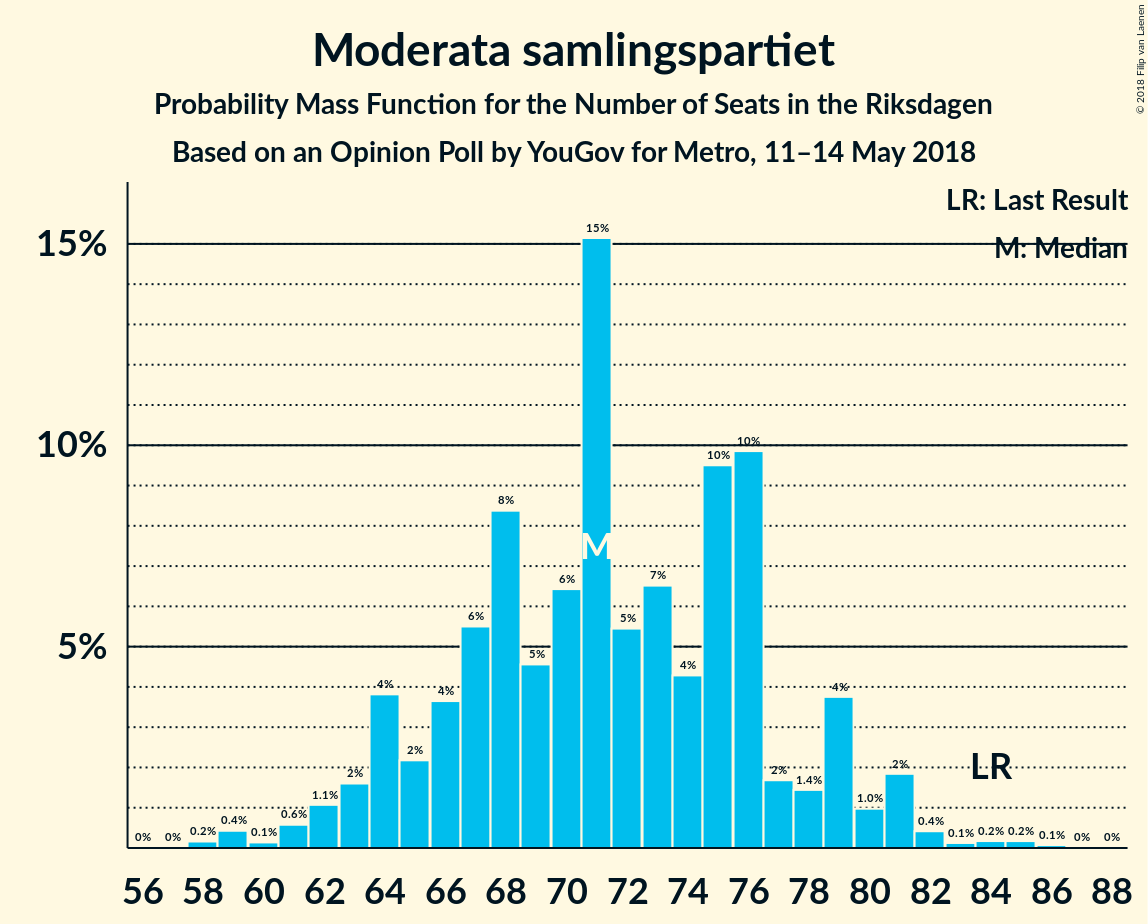 Moderata samlingspartiet
Probability Mass Function for the Number of Seats in the Riksdagen
Based on an Opinion Poll by YouGov for Metro, 11–14 May 2018
© 2018 Filip van Laenen
LR: Last Result
M: Median
15%
10%
5%
0% 0% 0.2% 0.4% 0.1% 0.6% 1.1% 2% 4% 2% 4% 6% 8% 5% 6% 15% 5% 7% 4% 10% 10% 2% 1.4% 4% 1.0% 2% 0.4% 0.1% 0.2% 0.2% 0.1% 0% 0%
M
LR
56 58 60 62 64 66 68 70 72 74 76 78 80 82 84 86 88